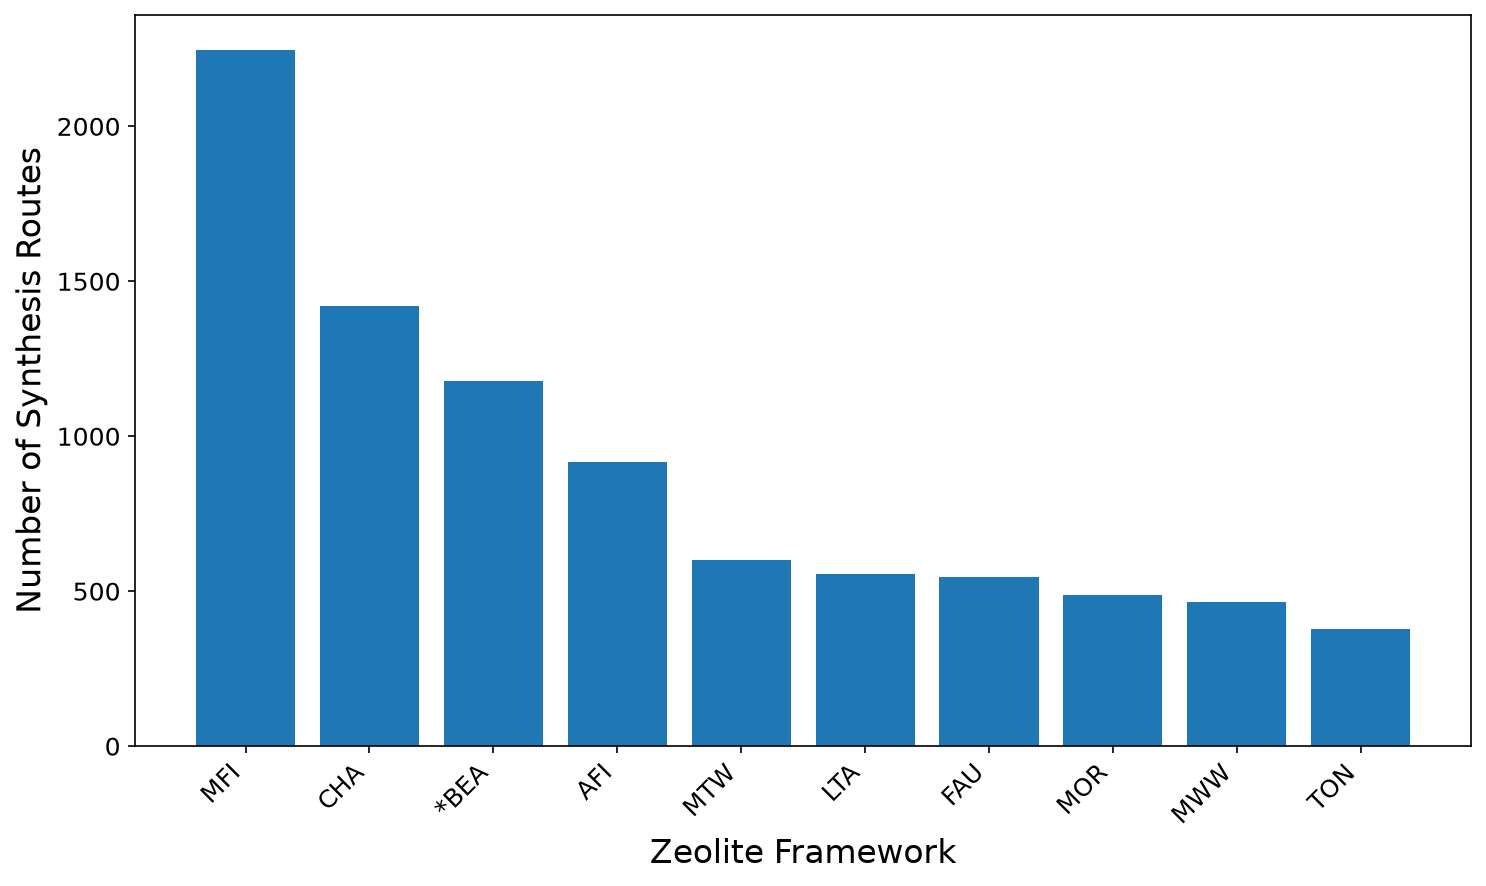 Number of Synthesis Routes
2000
1500
1000
500
0
MFI
CHA
*BEA
AFI
MTW
LTA
FAU
MOR
MWW
TON
Zeolite Framework